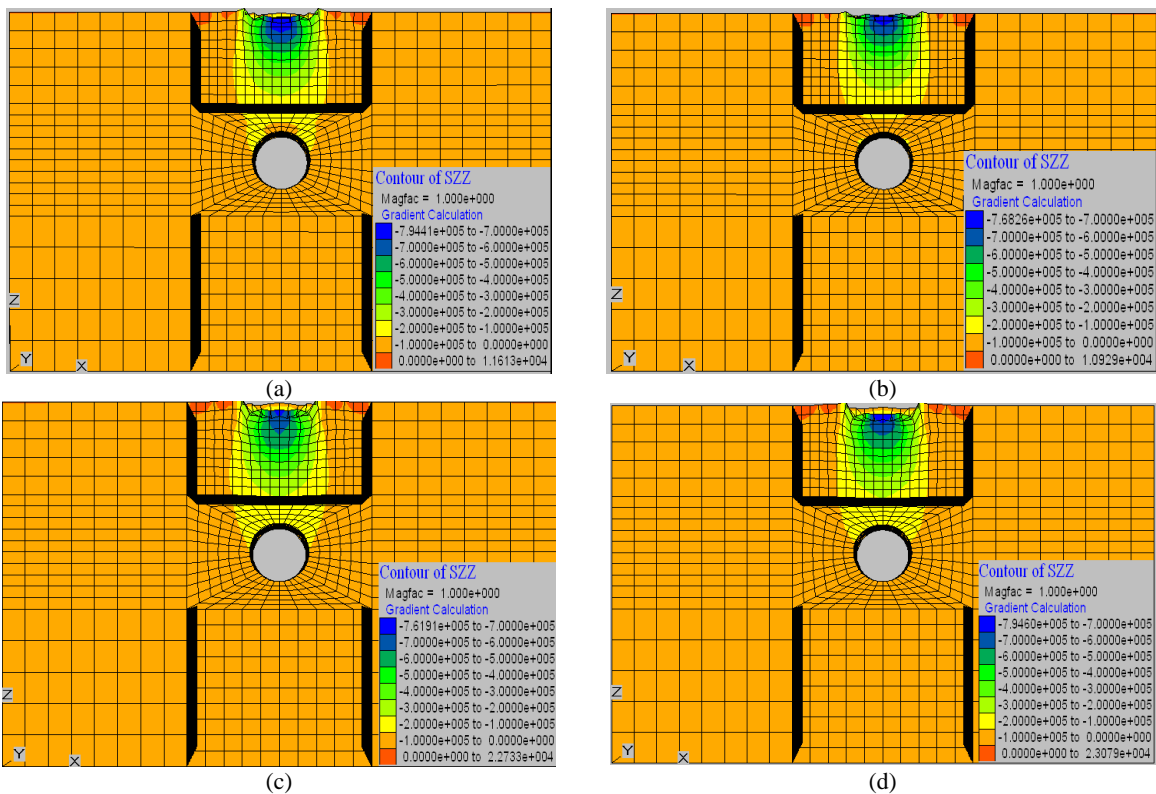 Contour of SZZ
Magfac = 1.000e+000
Gradient Calculation
-7.9441e+005 to -7.0000e+005
-7.0000e+005 to -6.0000e+005
-6.0000e+005 to -5.0000e+005
-5.0000e+005 to -4.0000e+005
-4.0000e+005 to -3.0000e+005
-3.0000e+005 to -2.0000e+005
-2.0000e+005 to -1.0000e+005
-1.0000e+005 to 0.0000e+000
0.0000e+000 to 1.1613e+004
Z
Y
X
(a)
Contour of SZZ
Magfac = 1.000e+000
Gradient Calculation
-7.6826e+005 to -7.0000e+005
-7.0000e+005 to -6.0000e+005
-6.0000e+005 to -5.0000e+005
-5.0000e+005 to -4.0000e+005
-4.0000e+005 to -3.0000e+005
-3.0000e+005 to -2.0000e+005
-2.0000e+005 to -1.0000e+005
-1.0000e+005 to 0.0000e+000
0.0000e+000 to 1.0929e+004
Z
Y
X
(b)
Contour of SZZ
Magfac = 1.000e+000
Gradient Calculation
-7.6191e+005 to -7.0000e+005
-7.0000e+005 to -6.0000e+005
-6.0000e+005 to -5.0000e+005
-5.0000e+005 to -4.0000e+005
-4.0000e+005 to -3.0000e+005
-3.0000e+005 to -2.0000e+005
-2.0000e+005 to -1.0000e+005
-1.0000e+005 to 0.0000e+000
0.0000e+000 to 2.2733e+004
Z
Y
X
(c)
Contour of SZZ
Magfac = 1.000e+000
Gradient Calculation
-7.9460e+005 to -7.0000e+005
-7.0000e+005 to -6.0000e+005
-6.0000e+005 to -5.0000e+005
-5.0000e+005 to -4.0000e+005
-4.0000e+005 to -3.0000e+005
-3.0000e+005 to -2.0000e+005
-2.0000e+005 to -1.0000e+005
-1.0000e+005 to 0.0000e+000
0.0000e+000 to 2.3079e+004
Z
Y
X
(d)